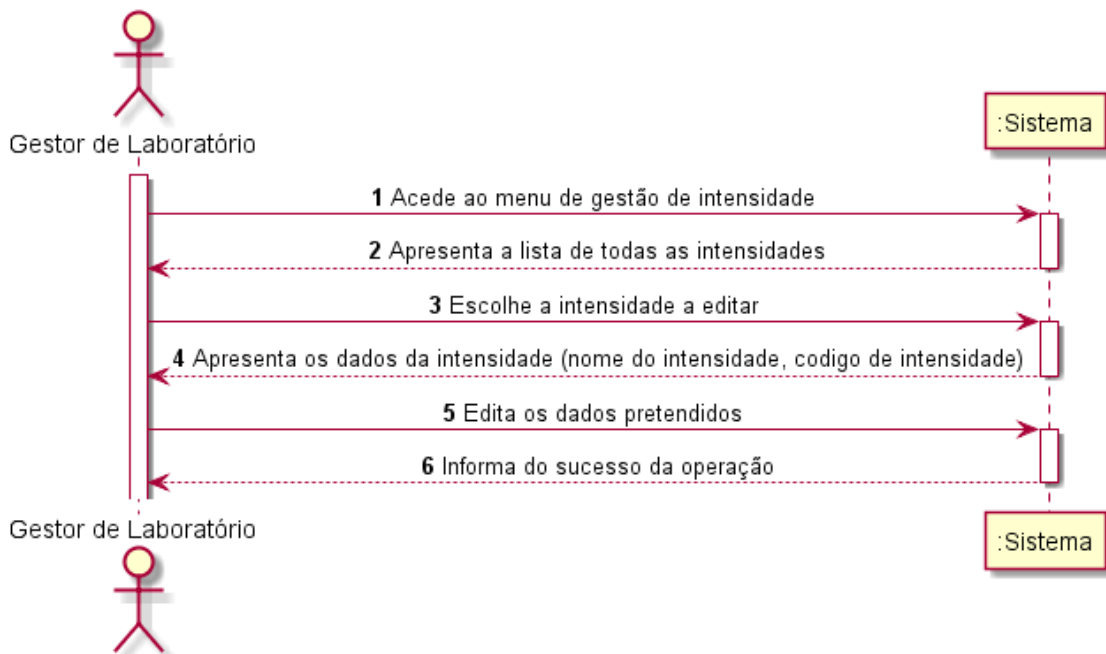 Gestor de Laboratório
:Sistema
1 Acede ao menu de gestão de intensidade
2 Apresenta a lista de todas as intensidades
3 Escolhe a intensidade a editar
4 Apresenta os dados da intensidade (nome do intensidade, codigo de intensidade)
5 Edita os dados pretendidos
6 Informa do sucesso da operação
Gestor de Laboratório
:Sistema